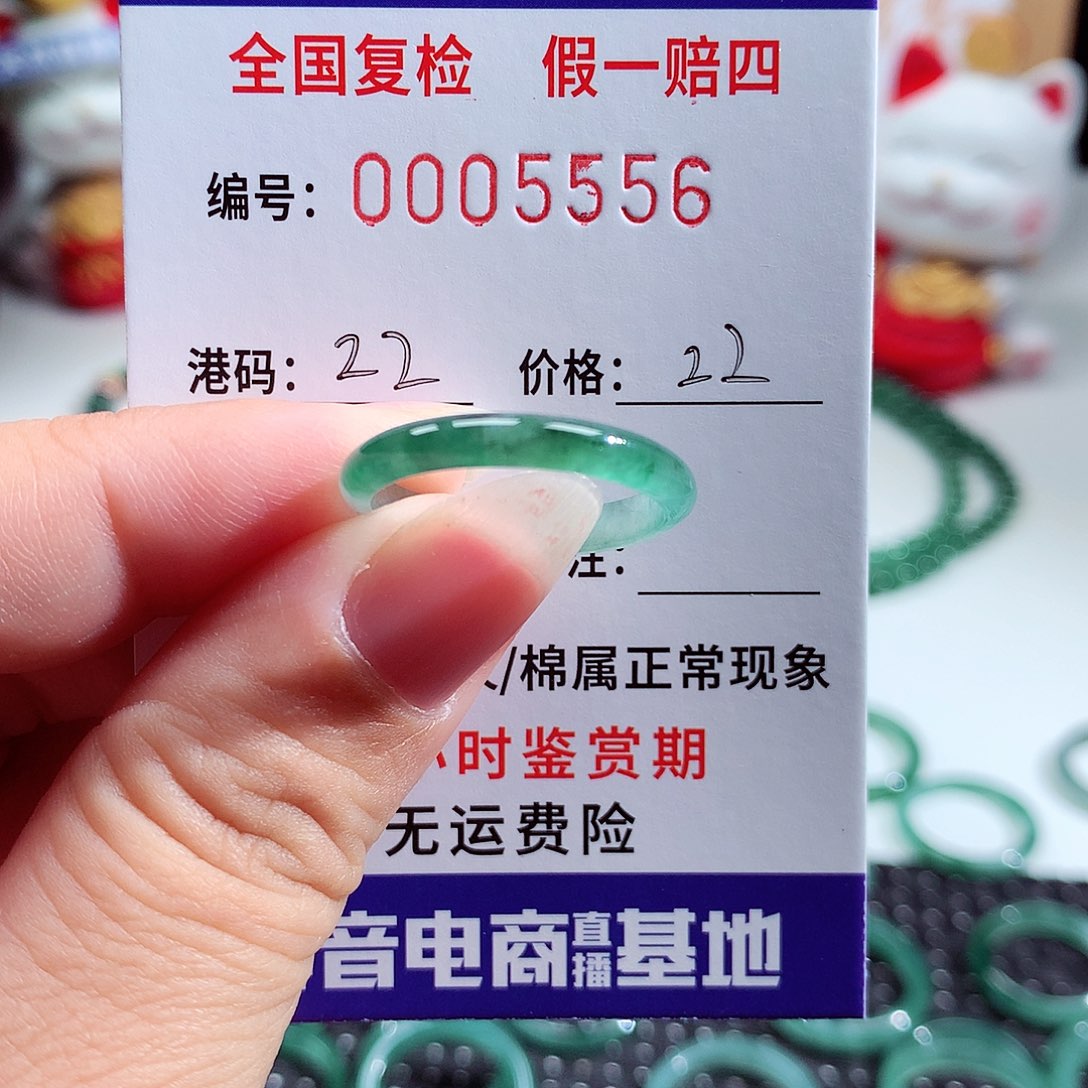 全国复检 假一赔四
编号：0005556
港码：22 价格：22
注：
/棉属正常现象
小时鉴赏期
无运费险
音电商直播基地